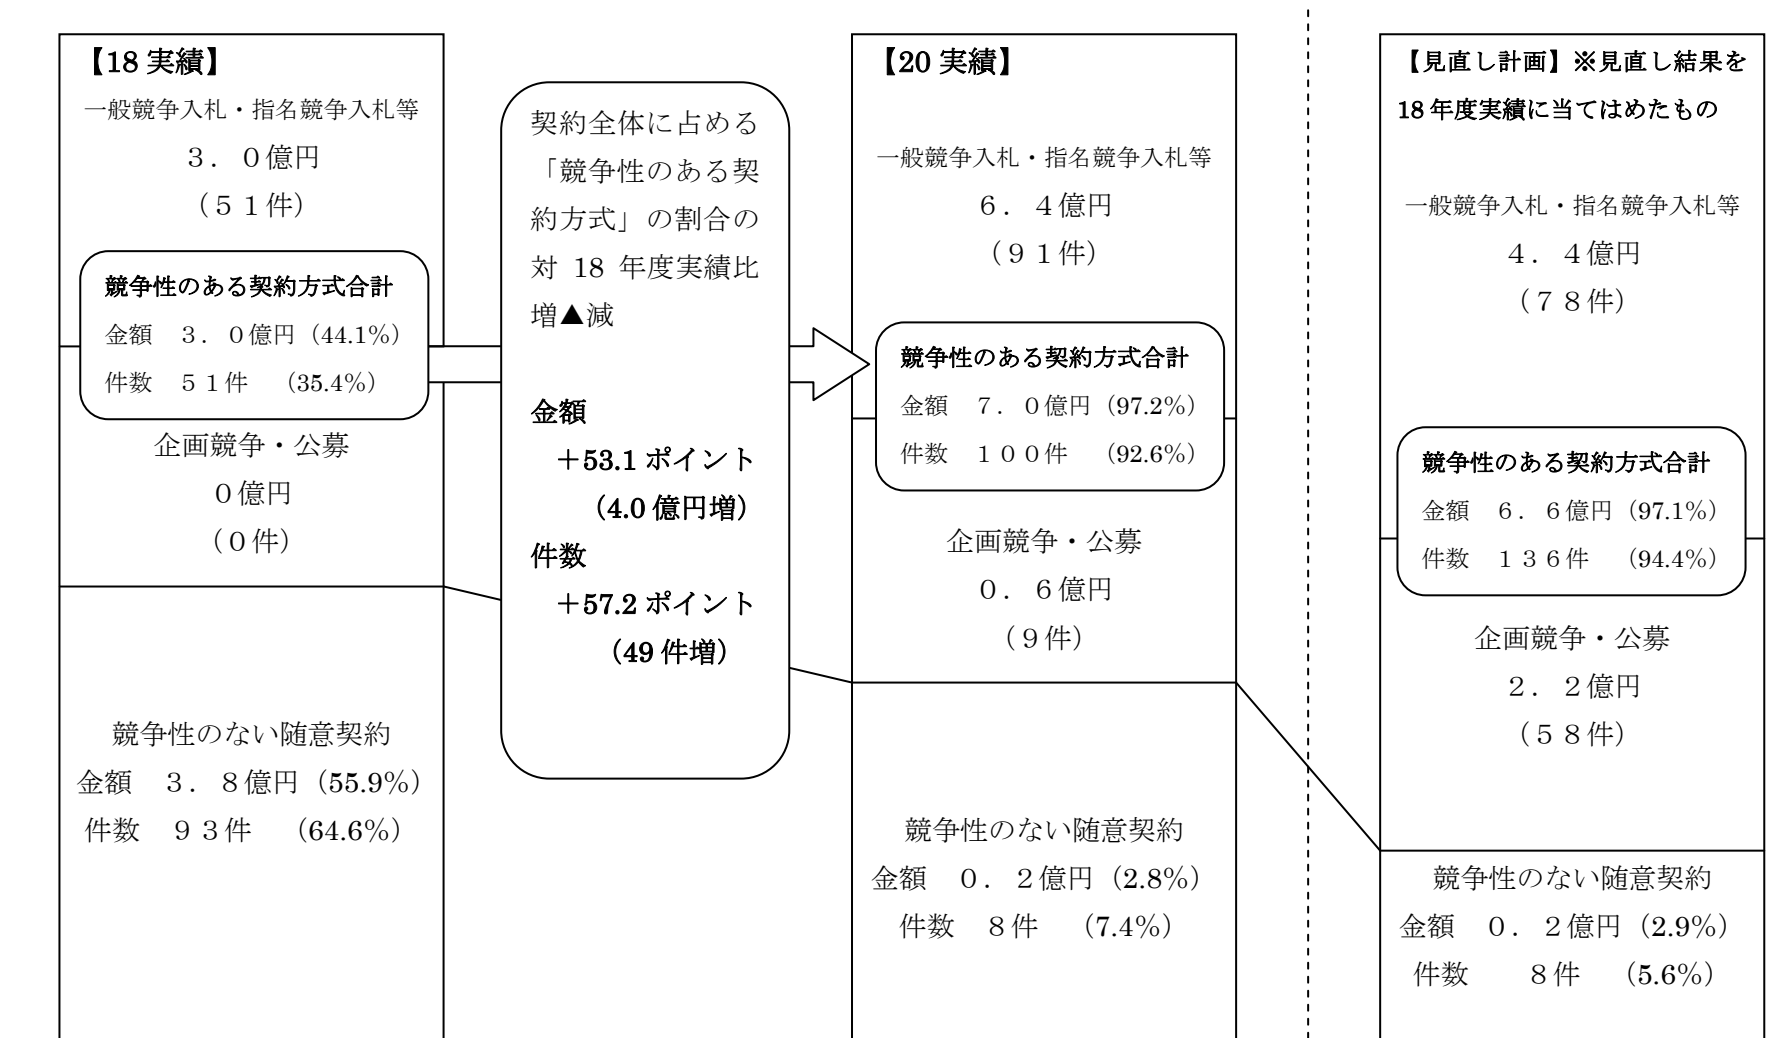 【18 実績】
一般競争入札・指名競争入札等
３．０億円
（５１件）
競争性のある契約方式合計
金額　３．０億円（44.1%）
件数　５１件　（35.4%）
企画競争・公募
０億円
（０件）
競争性のない随意契約
金額　３．８億円（55.9%）
件数　９３件　（64.6%）
契約全体に占める
「競争性のある契
約方式」の割合の
対 18 年度実績比
増▲減
金額
＋53.1 ポイント
（4.0 億円増）
件数
＋57.2 ポイント
（49 件増）
【20 実績】
一般競争入札・指名競争入札等
６．４億円
（９１件）
競争性のある契約方式合計
金額　７．０億円（97.2%）
件数　１００件　（92.6%）
企画競争・公募
０．６億円
（９件）
競争性のない随意契約
金額　０．２億円（2.8%）
件数　８件　（7.4%）
【見直し計画】※見直し結果を
18 年度実績に当てはめたもの
一般競争入札・指名競争入札等
４．４億円
（７８件）
競争性のある契約方式合計
金額　６．６億円（97.1%）
件数　１３６件　（94.4%）
企画競争・公募
２．２億円
（５８件）
競争性のない随意契約
金額　０．２億円（2.9%）
件数　　８件　（5.6%）